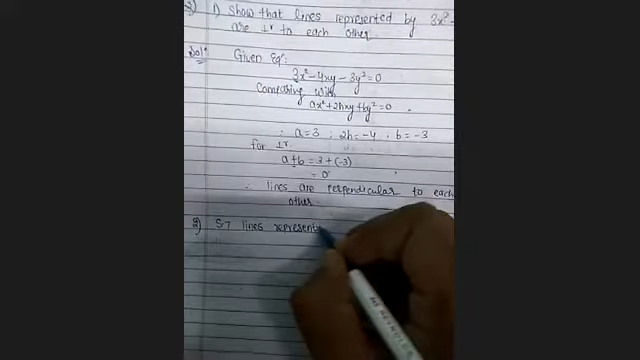 1) Show that lines represented by 3x²-
are ⊥r to each other
Solⁿ
Given Eqⁿ:
3x²-4xy-3y²=0
Comparing with
ax²+2hxy+by²=0.
∴ a=3 ; 2h=-4 , b=-3
for ⊥r.
a+b = 3+(-3)
= 0
∴ lines are perpendicular to each
other.
2) ST lines represent